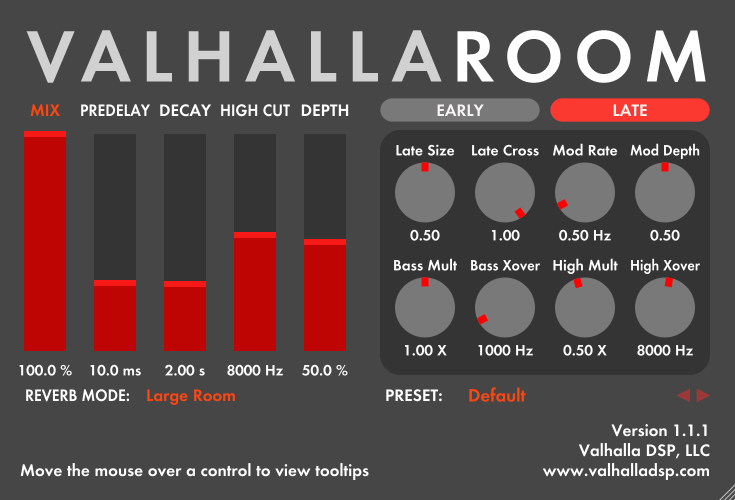 VALHALLAROOM
MIX PREDELAY DECAY HIGH CUT DEPTH
100.0 % 10.0 ms 2.00 s 8000 Hz 50.0 %
REVERB MODE: Large Room
EARLY LATE
Late Size Late Cross Mod Rate Mod Depth
0.50 1.00 0.50 Hz 0.50
Bass Mult Bass Xover High Mult High Xover
1.00 X 1000 Hz 0.50 X 8000 Hz
PRESET: Default
Version 1.1.1
Valhalla DSP, LLC
www.valhalladsp.com
Move the mouse over a control to view tooltips